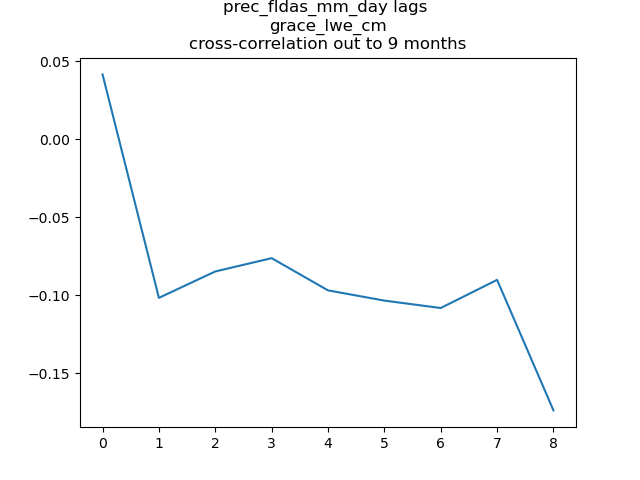 prec_fldas_mm_day lags
grace_lwe_cm
cross-correlation out to 9 months
0.05
0.00
−0.05
−0.10
−0.15
0 1 2 3 4 5 6 7 8